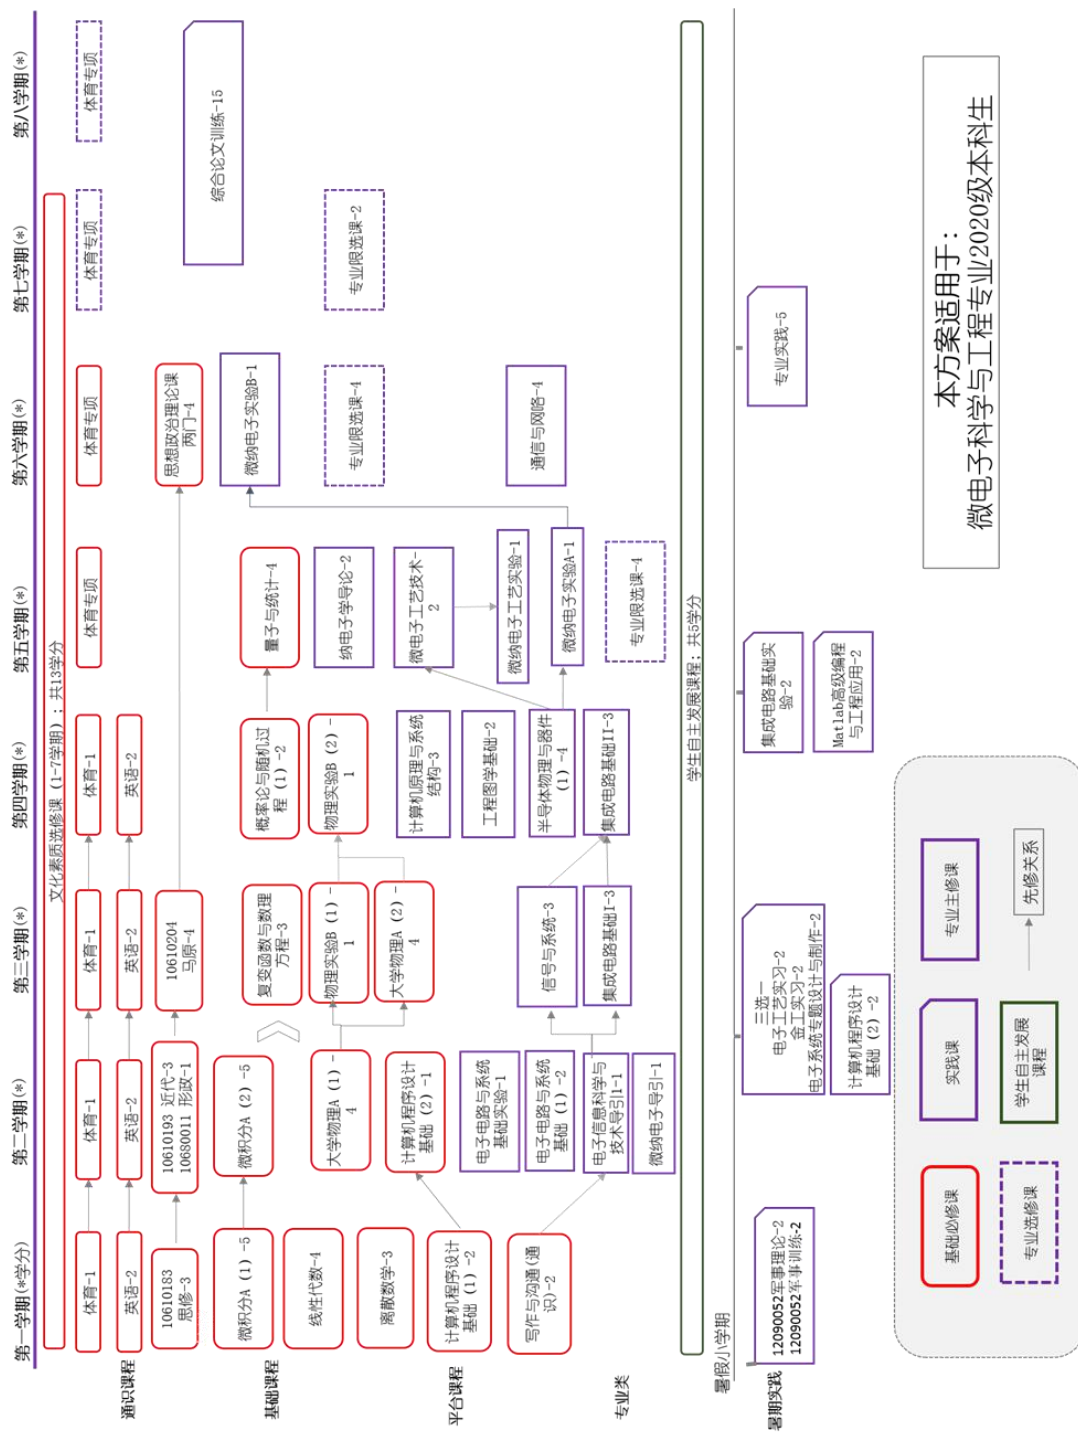 第一学期(*学分)
第二学期(*)
第三学期(*)
第四学期(*)
第五学期(*)
第六学期(*)
第七学期(*)
第八学期(*)
文化素质选修课 (1-7学期) ; 共13学分
通识课程
体育-1
体育-1
体育-1
体育-1
体育专项
体育专项
体育专项
体育专项
英语-2
英语-2
英语-2
英语-2
10610183
思修-3
10610193 近代-3
10680011 形政-1
10610204
马原-4
思想政治理论课
两门-4
综合论文训练-15
基础课程
微积分A (1) -5
微积分A (2) -5
复变函数与数理
方程-3
概率论与随机过
程 (1) -2
量子与统计-4
微纳电子实验B-1
线性代数-4
大学物理A (1) -
4
物理实验B (1) -
1
物理实验B (2) -
1
纳电子学导论-2
专业限选课-4
专业限选课-2
离散数学-3
大学物理A (2) -
4
平台课程
计算机程序设计
基础 (1) -2
计算机程序设计
基础 (2) -1
计算机原理与系统
结构-3
微电子工艺技术-
2
写作与沟通(通
识)-2
电子电路与系统
基础实验-1
工程图学基础-2
微纳电子工艺实验-1
通信与网络-4
电子电路与系统
基础 (1) -2
信号与系统-3
半导体物理与器件
(1) -4
微纳电子实验A-1
专业类
电子信息科学与
技术导引1-1
集成电路基础I-3
集成电路基础II-3
专业限选课-4
微纳电子导引-1
学生自主发展课程; 共5学分
暑假小学期
暑期实践
12090052军事理论-2
12090052军事训练-2
三选一
电子工艺实习-2
金工实习-2
电子系统专题设计与制作-2
计算机程序设计
基础 (2) -2
集成电路基础实
验-2
Matlab高级编程
与工程应用-2
专业实践-5
基础必修课
实践课
专业主修课
专业选修课
学生自主发展
课程
先修关系
本方案适用于:
微电子科学与工程专业2020级本科生